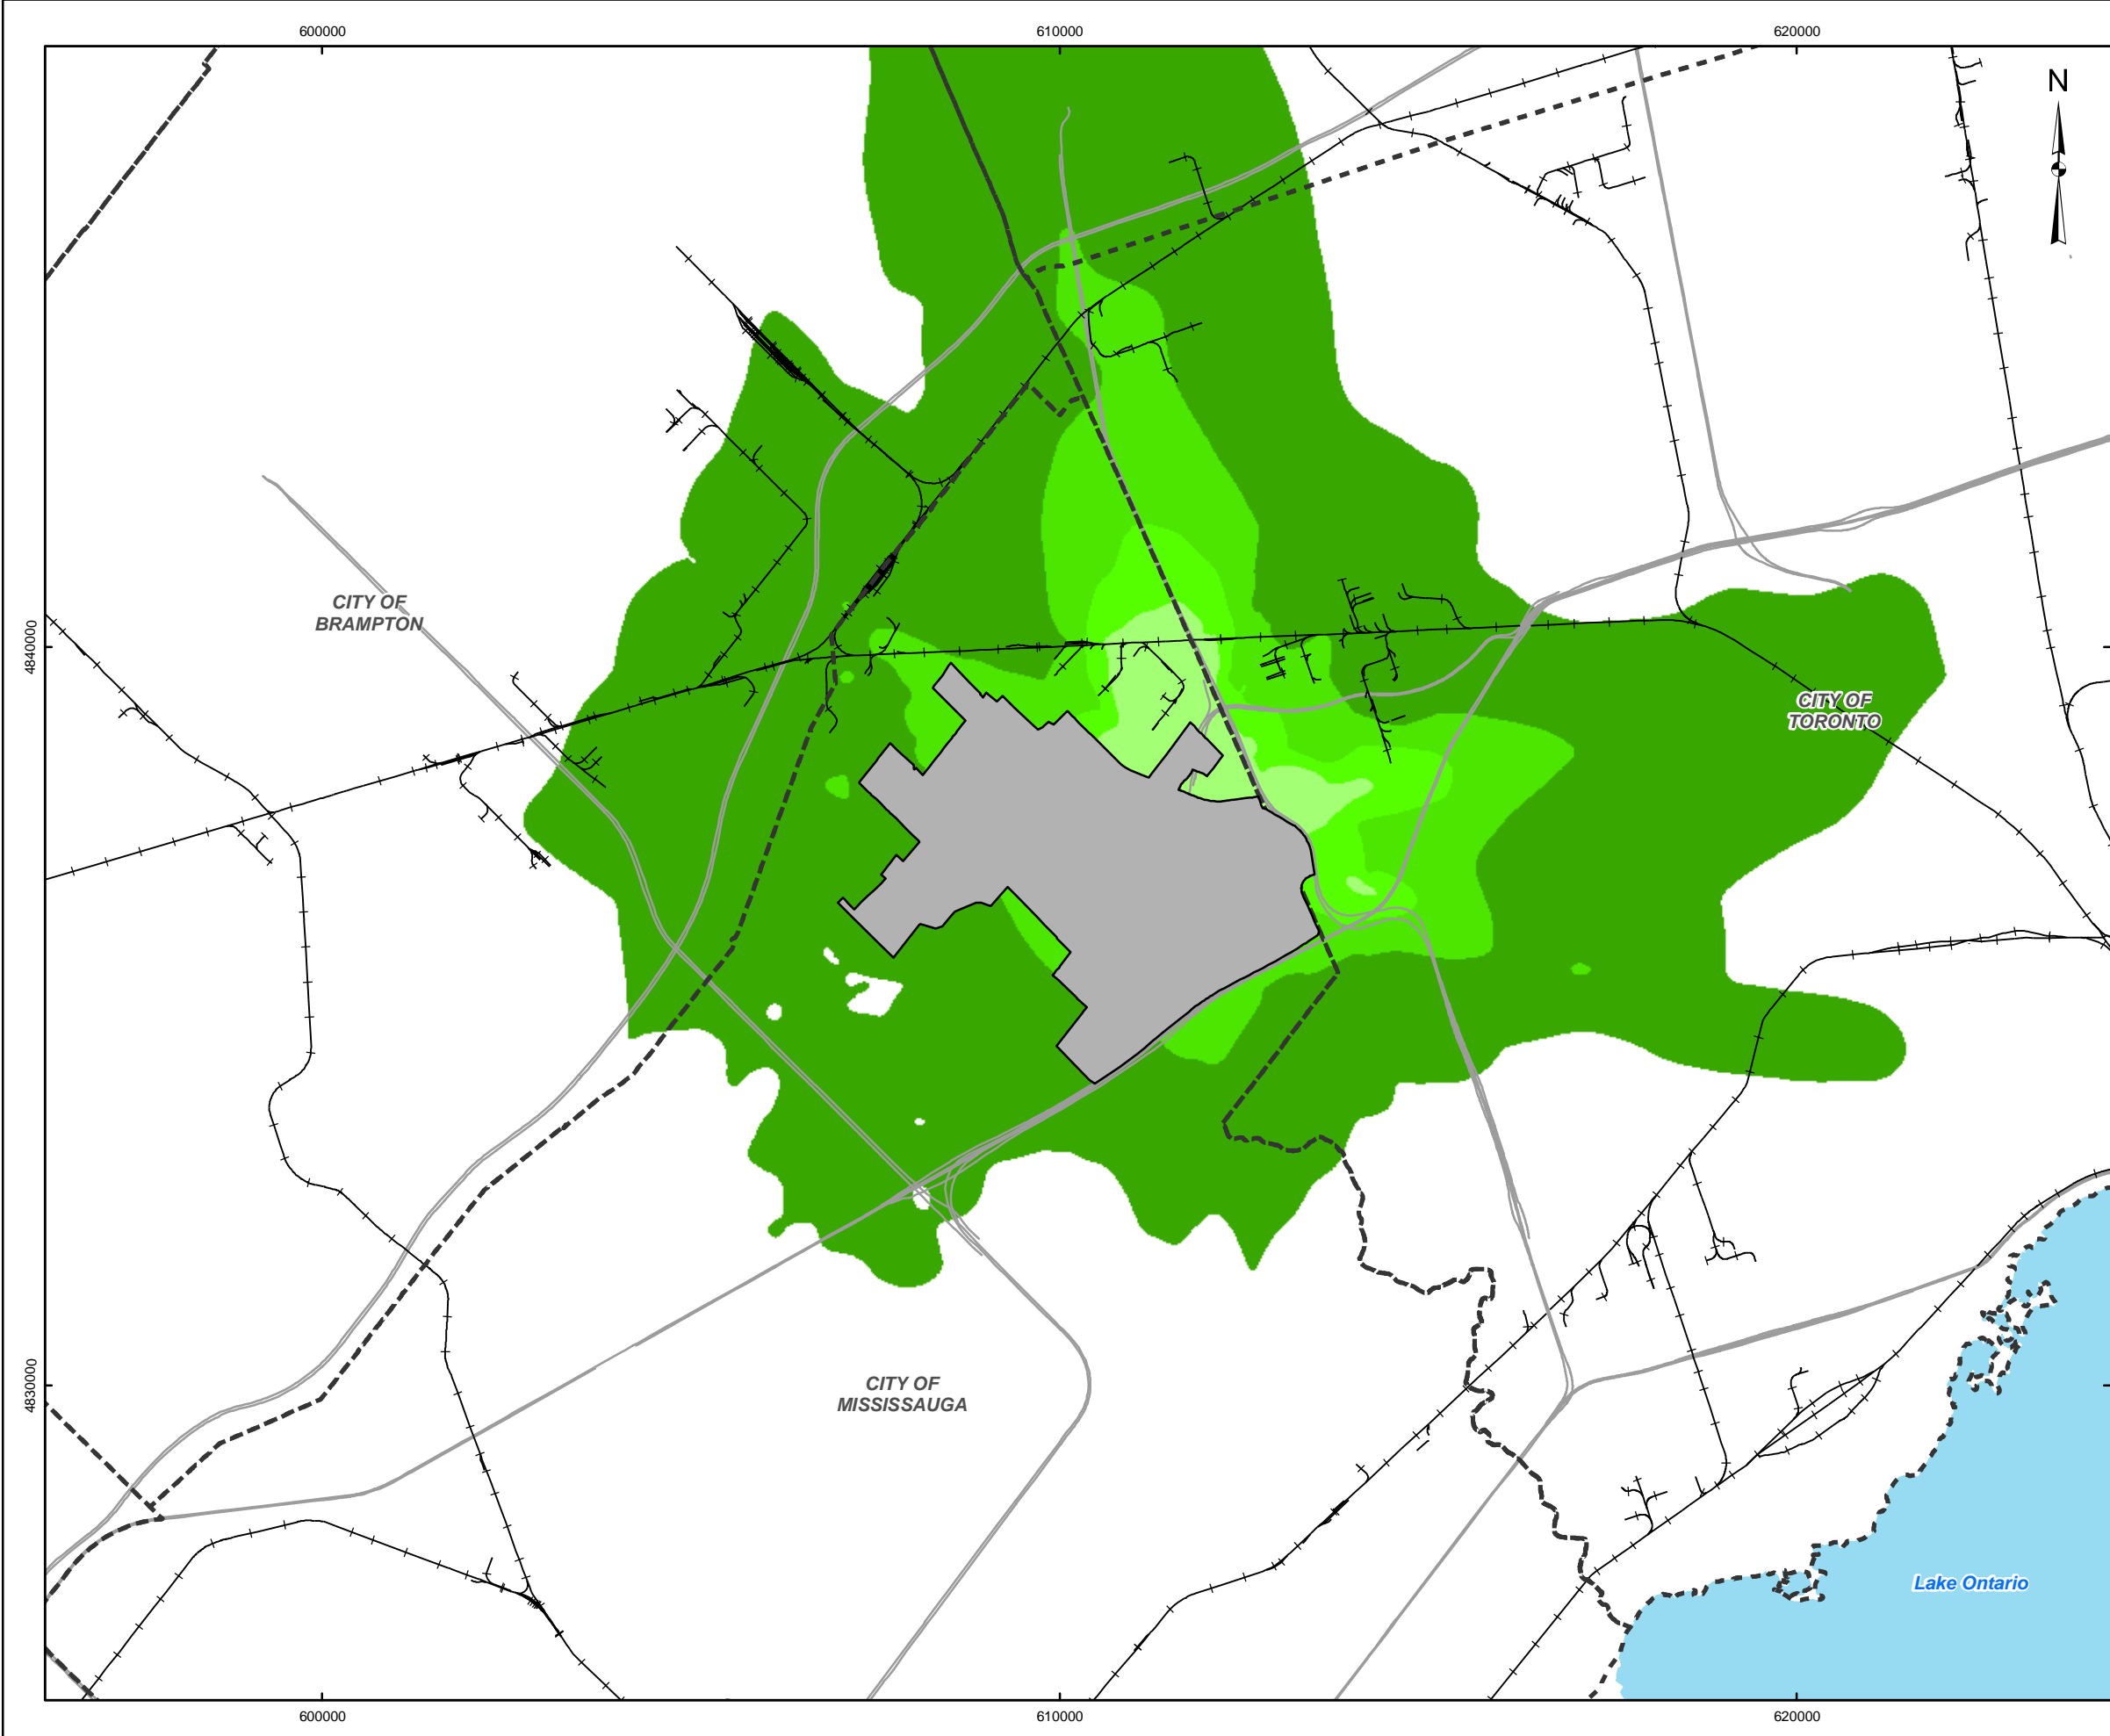 600000
610000
620000
N
CITY OF
BRAMPTON
4840000
CITY OF
TORONTO
4830000
CITY OF
MISSISSAUGA
Lake Ontario
600000
610000
620000